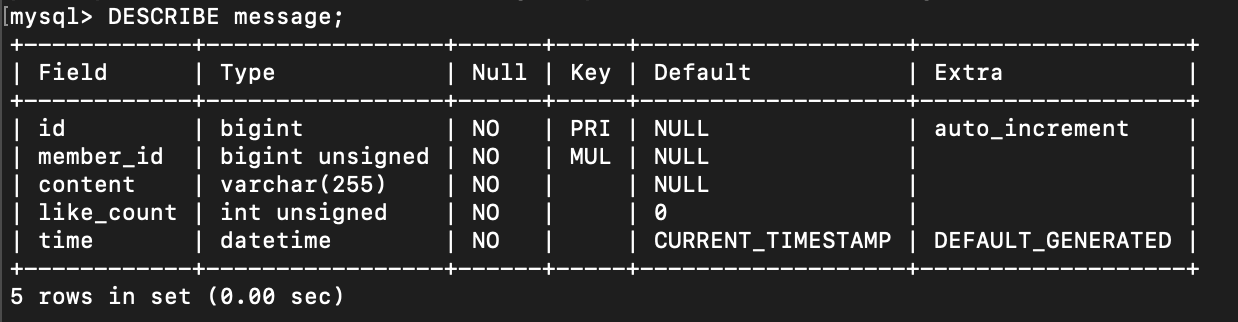 [mysql> DESCRIBE message;
+------------+-----------------+------+-----+-------------------+-------------------+
| Field      | Type            | Null | Key | Default           | Extra             |
+------------+-----------------+------+-----+-------------------+-------------------+
| id         | bigint          | NO   | PRI | NULL              | auto_increment    |
| member_id  | bigint unsigned | NO   | MUL | NULL              |                   |
| content    | varchar(255)    | NO   |     | NULL              |                   |
| like_count | int unsigned    | NO   |     | 0                 |                   |
| time       | datetime        | NO   |     | CURRENT_TIMESTAMP | DEFAULT_GENERATED |
+------------+-----------------+------+-----+-------------------+-------------------+
5 rows in set (0.00 sec)